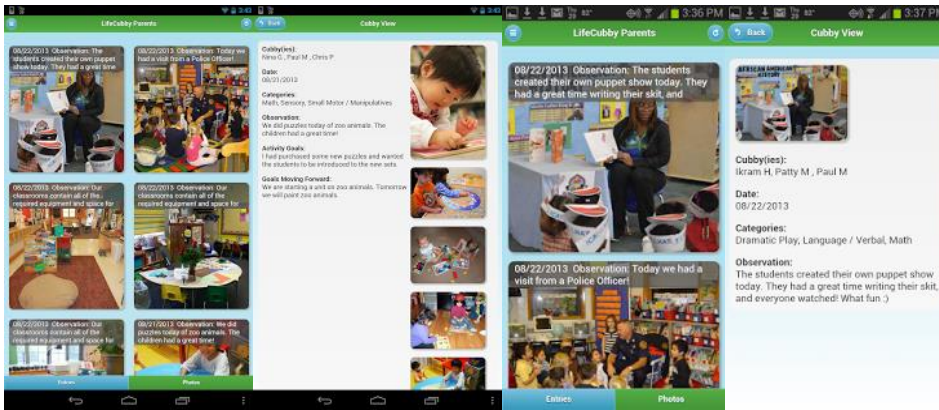 3:43
LifeCubby Parents
08/22/2013 Observation: The
students created their own puppet
show today. They had a great time
08/22/2013 Observation: Today we
had a visit from a Police Officer!
08/22/2013 Observation: Our
classrooms contain all of the
required equipment and space for
08/22/2013 Observation: Our
classrooms contain all of the
required equipment and space for
08/22/2013 Observation: Our
classrooms contain all of the
required equipment and space for
08/21/2013 Observation: We did
puzzles today of zoo animals. The
children had a great time!
Entries
Photos
3:43
Back
Cubby View
Cubby(ies):
Nina G , Paul M , Chris P
Date:
08/21/2013
Categories:
Math, Sensory, Small Motor / Manipulatives
Observation:
We did puzzles today of zoo animals. The
children had a great time!
Activity Goals:
I had purchased some new puzzles and wanted
the students to be introduced to the new sets.
Goals Moving Forward:
We are starting a unit on zoo animals. Tomorrow
we will paint zoo animals.
82° 3:36 PM
LifeCubby Parents
08/22/2013 Observation: The students
created their own puppet show today. They
had a great time writing their skit, and
08/22/2013 Observation: Today we had a
visit from a Police Officer!
Entries
Photos
82° 3:37 PM
Back
Cubby View
AFRICAN AMERICAN
HISTORY
Cubby(ies):
Ikram H, Patty M , Paul M
Date:
08/22/2013
Categories:
Dramatic Play, Language / Verbal, Math
Observation:
The students created their own puppet show
today. They had a great time writing their skit,
and everyone watched! What fun :)